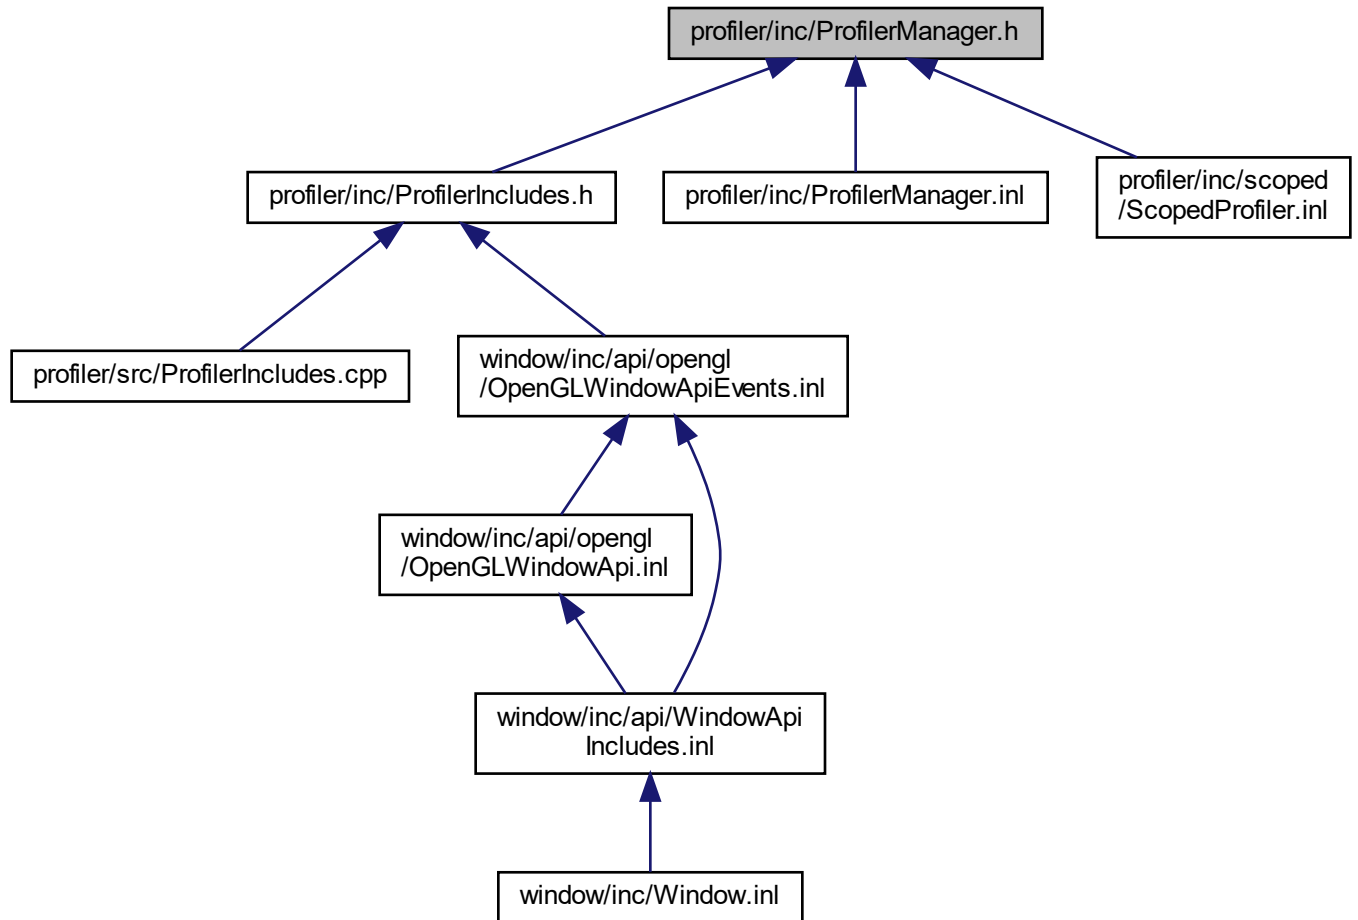 profiler/inc/ProfilerManager.h
profiler/inc/ProfilerIncludes.h
profiler/inc/ProfilerManager.inl
profiler/inc/scoped
/ScopedProfiler.inl
profiler/src/ProfilerIncludes.cpp
window/inc/api/opengl
/OpenGLWindowApiEvents.inl
window/inc/api/opengl
/OpenGLWindowApi.inl
window/inc/api/WindowApi
Includes.inl
window/inc/Window.inl